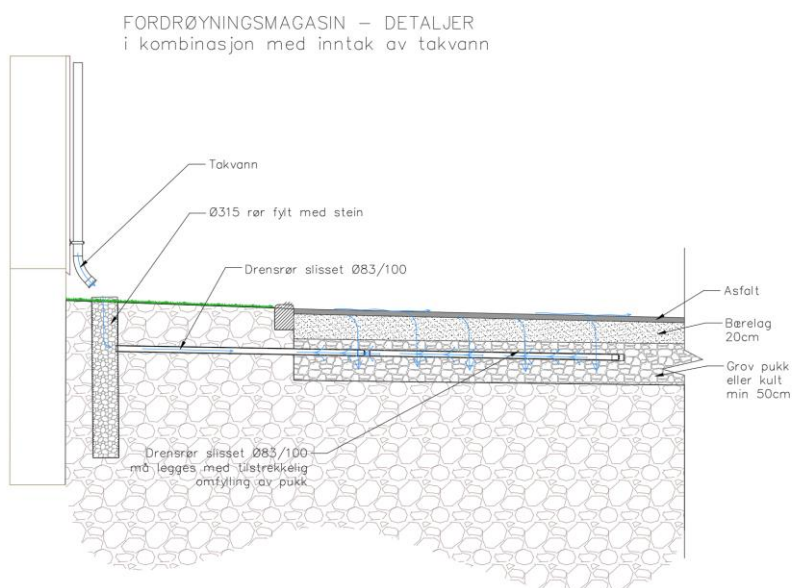 FORDRØYNINGSMAGASIN – DETALJER
i kombinasjon med inntak av takvann
Takvann
Ø315 rør fylt med stein
Drensrør slisset Ø83/100
Asfalt
Bærelag
20cm
Grov pukk
eller kult
min 50cm
Drensrør slisset Ø83/100
må legges med tilstrekkelig
omfylling av pukk